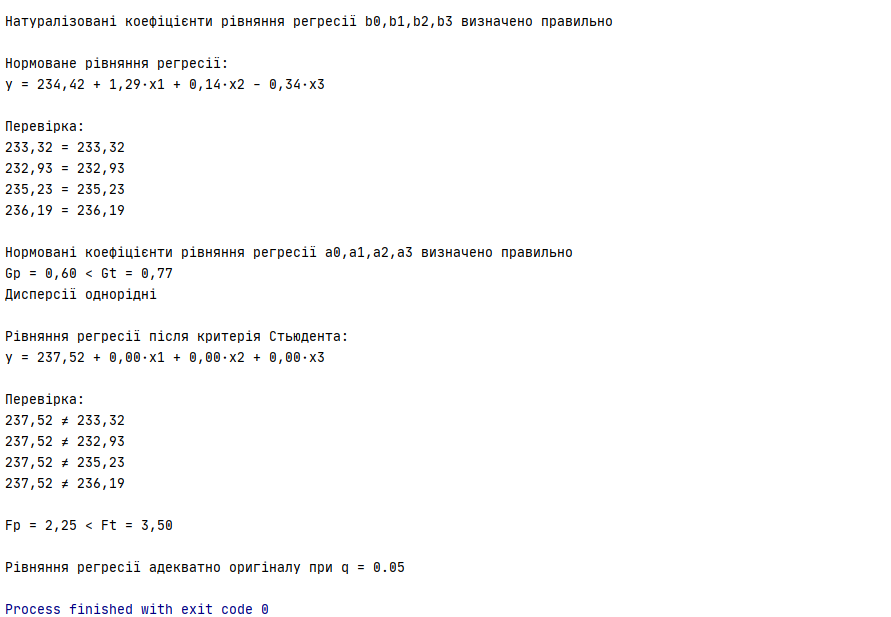 Натуралізовані коефіцієнти рівняння регресії b0,b1,b2,b3 визначено правильно
Нормоване рівняння регресії:
y = 234,42 + 1,29·x1 + 0,14·x2 - 0,34·x3
Перевірка:
233,32 = 233,32
232,93 = 232,93
235,23 = 235,23
236,19 = 236,19
Нормовані коефіцієнти рівняння регресії a0,a1,a2,a3 визначено правильно
Gp = 0,60 < Gt = 0,77
Дисперсії однорідні
Рівняння регресії після критерія Стьюдента:
y = 237,52 + 0,00·x1 + 0,00·x2 + 0,00·x3
Перевірка:
237,52 ≠ 233,32
237,52 ≠ 232,93
237,52 ≠ 235,23
237,52 ≠ 236,19
Fp = 2,25 < Ft = 3,50
Рівняння регресії адекватно оригіналу при q = 0.05
Process finished with exit code 0